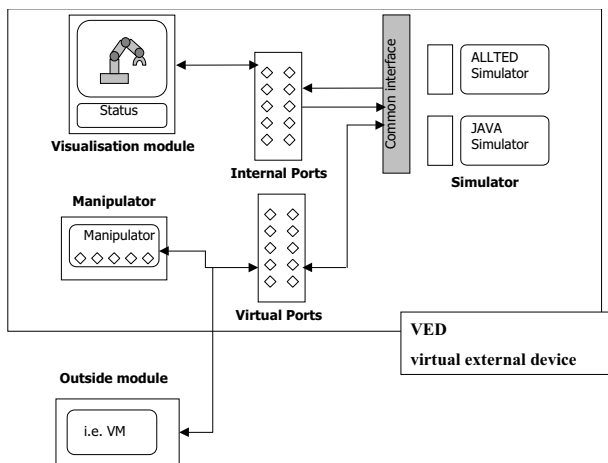 Status
Visualisation module
Internal Ports
Common interface
ALLTED
Simulator
JAVA
Simulator
Simulator
Manipulator
Manipulator
Virtual Ports
VED
virtual external device
Outside module
i.e. VM